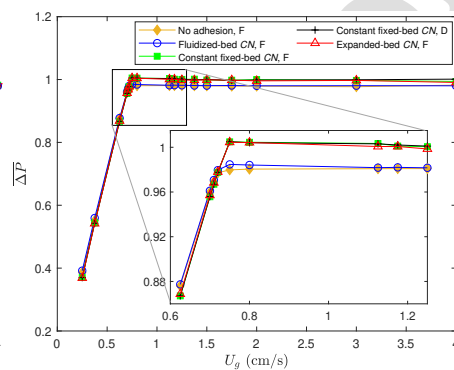 No adhesion, F
Fluidized-bed CN, F
Constant fixed-bed CN, F
Constant fixed-bed CN, D
Expanded-bed CN, F
1.2
1
0.8
0.6
0.4
0.2
ΔP
1
0.96
0.92
0.88
0.6 0.8 1 1.2
0 0.5 1 1.5 2 2.5 3 3.5 4
U_g (cm/s)